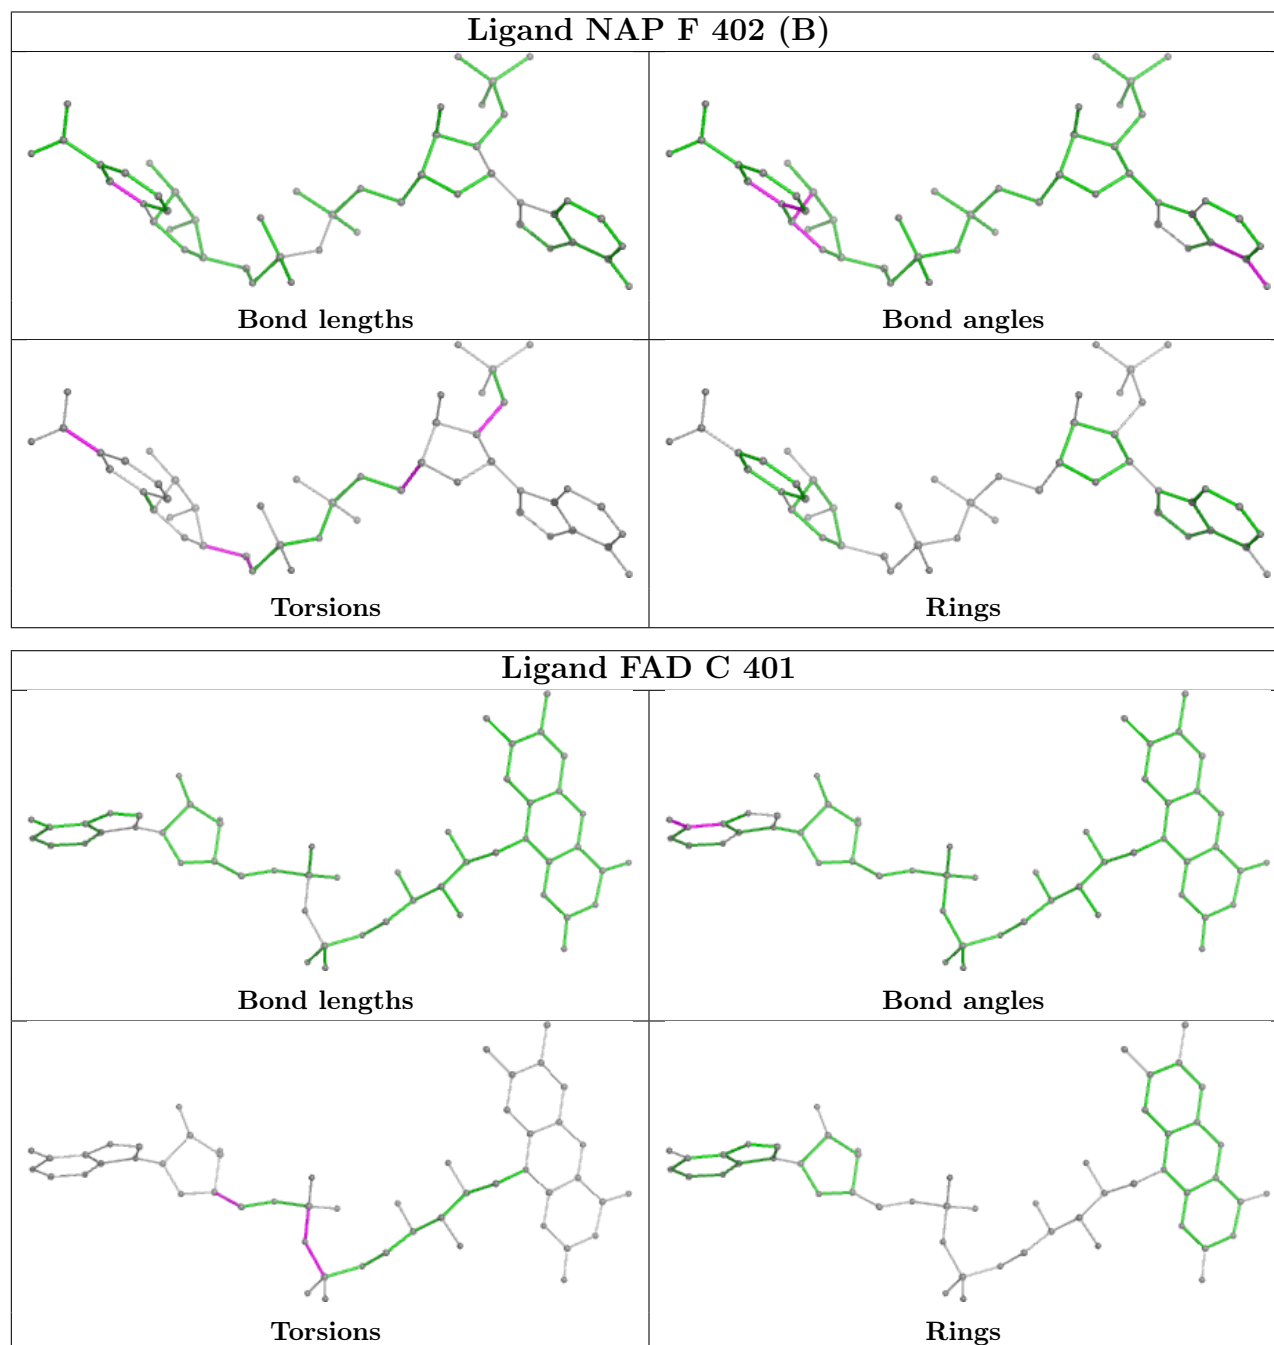 Ligand NAP F 402 (B)
Bond lengths
Bond angles
Torsions
Rings
Ligand FAD C 401
Bond lengths
Bond angles
Torsions
Rings